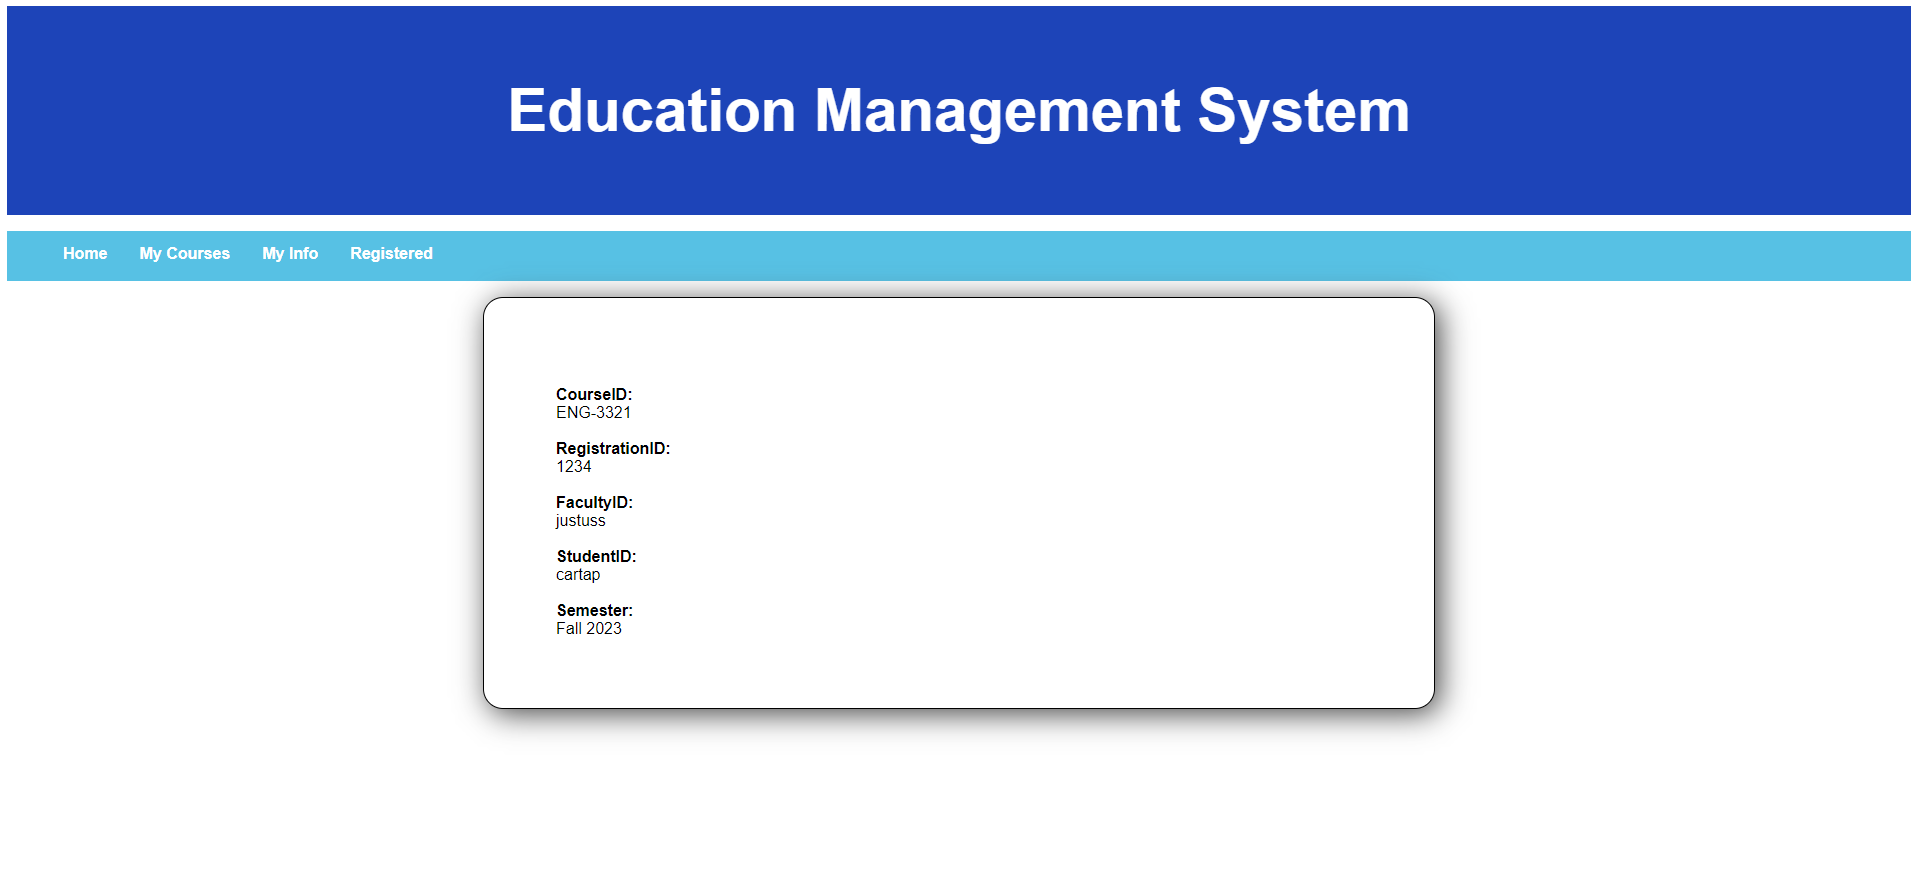 Education Management System
Home My Courses My Info Registered
CourseID:
ENG-3321
RegistrationID:
1234
FacultyID:
justuss
StudentID:
cartap
Semester:
Fall 2023